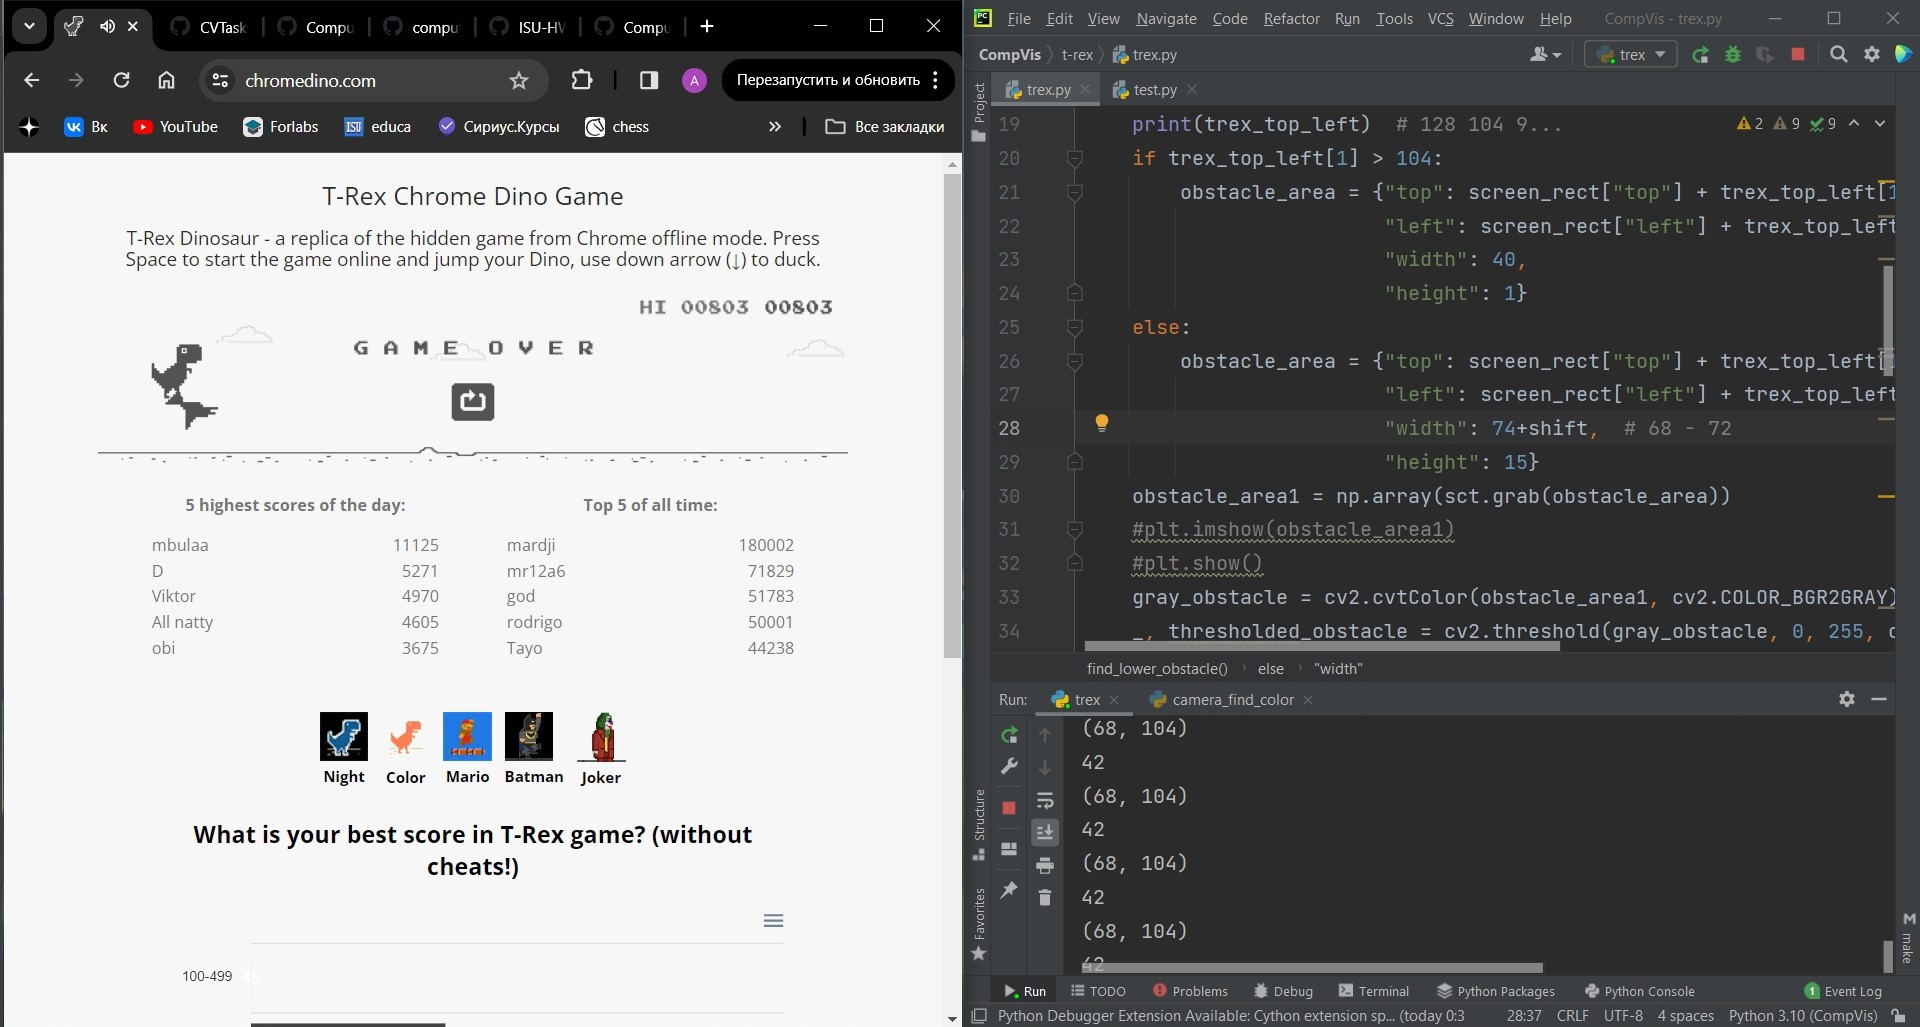 CVTask
Compu
compu
ISU-HW
Compu
chromedino.com
A
Перезапустить и обновить
Вк
YouTube
Forlabs
ISU
educa
Сириус.Курсы
chess
»
Все закладки
T-Rex Chrome Dino Game
T-Rex Dinosaur - a replica of the hidden game from Chrome offline mode. Press
Space to start the game online and jump your Dino, use down arrow (↓) to duck.
HI 00803 00803
GAME OVER
5 highest scores of the day:
Top 5 of all time:
mbulaa 11125 mardji 180002
D 5271 mr12a6 71829
Viktor 4970 god 51783
All natty 4605 rodrigo 50001
obi 3675 Tayo 44238
Night Color Mario Batman Joker
What is your best score in T-Rex game? (without
cheats!)
100-499
PC File Edit View Navigate Code Refactor Run Tools VCS Window Help CompVis - trex.py
CompVis t-rex trex.py
trex
trex.py test.py
Project
2 9 9
19 print(trex_top_left) # 128 104 9...
20 if trex_top_left[1] > 104:
21 obstacle_area = {"top": screen_rect["top"] + trex_top_left[1
22 "left": screen_rect["left"] + trex_top_left
23 "width": 40,
24 "height": 1}
25 else:
26 obstacle_area = {"top": screen_rect["top"] + trex_top_left[
27 "left": screen_rect["left"] + trex_top_left
28 "width": 74+shift, # 68 - 72
29 "height": 15}
30 obstacle_area1 = np.array(sct.grab(obstacle_area))
31 #plt.imshow(obstacle_area1)
32 #plt.show()
33 gray_obstacle = cv2.cvtColor(obstacle_area1, cv2.COLOR_BGR2GRAY)
34 _, thresholded_obstacle = cv2.threshold(gray_obstacle, 0, 255, c
find_lower_obstacle() else "width"
Run: trex camera_find_color
(68, 104)
42
(68, 104)
42
(68, 104)
42
(68, 104)
42
Structure
Favorites
M make
Run TODO Problems Debug Terminal Python Packages Python Console 1 Event Log
Python Debugger Extension Available: Cython extension sp... (today 0:3 28:37 CRLF UTF-8 4 spaces Python 3.10 (CompVis)